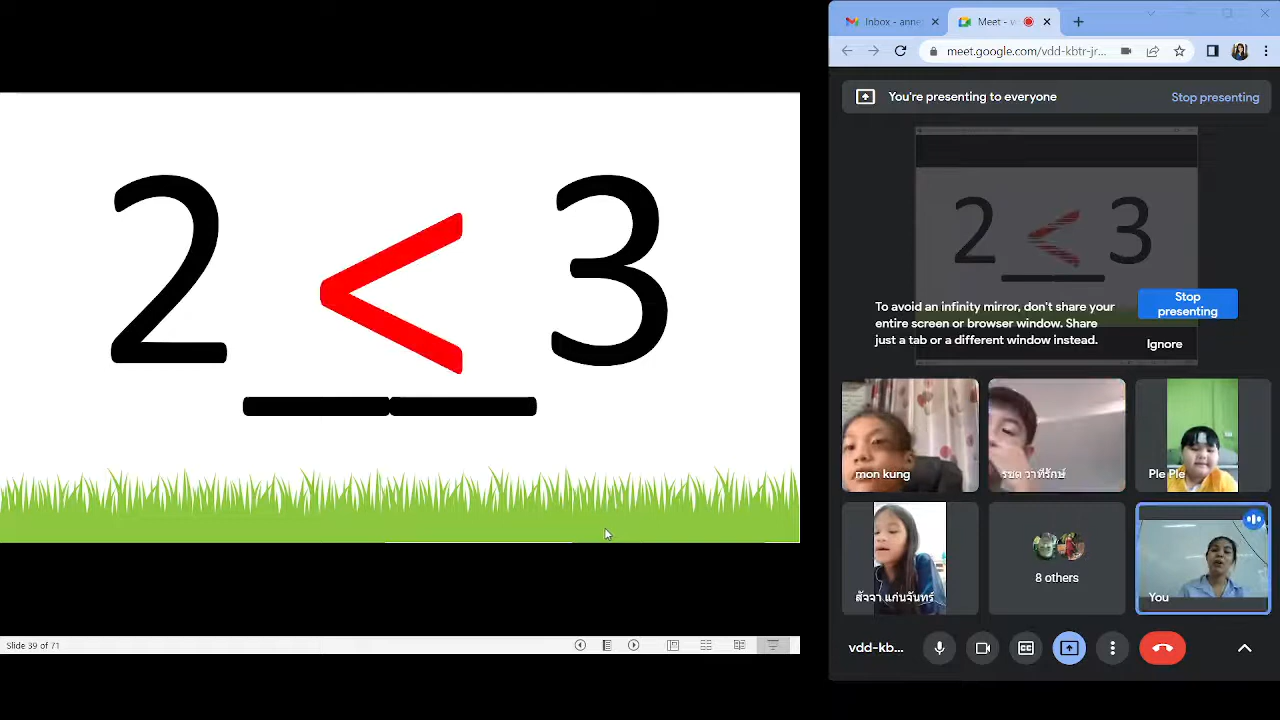 2 < 3
Slide 39 of 71
Inbox - anne
Meet - v
meet.google.com/vdd-kbtr-jr...
You're presenting to everyone
Stop presenting
2 < 3
To avoid an infinity mirror, don't share your
entire screen or browser window. Share
just a tab or a different window instead.
Stop
presenting
Ignore
mon kung
รชต วาทีรักษ์
Ple Ple
สัจจา แก่นจันทร์
8 others
You
vdd-kb...